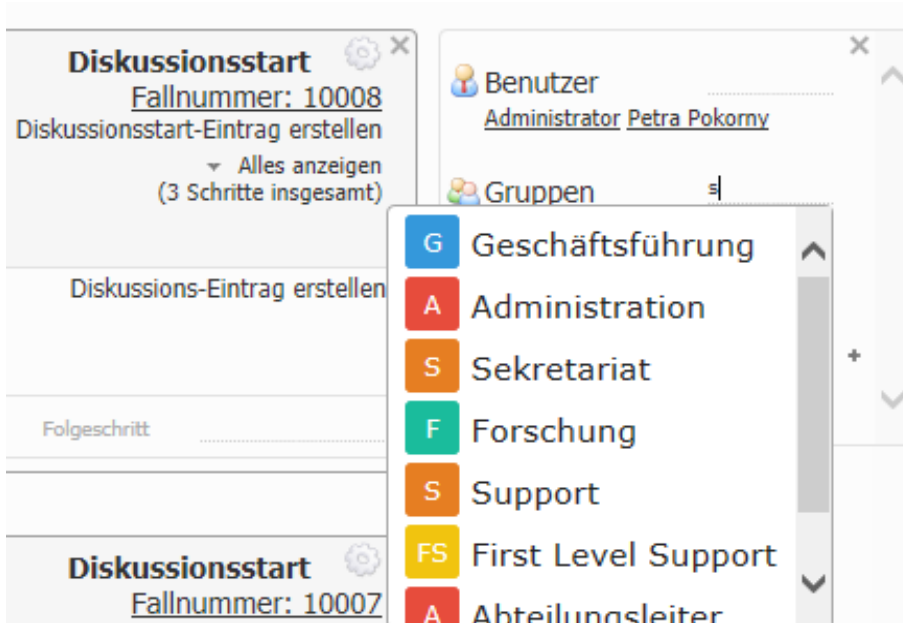 Diskussionsstart
Fallnummer: 10008
Diskussionsstart-Eintrag erstellen
Alles anzeigen
(3 Schritte insgesamt)
Diskussions-Eintrag erstellen
Folgeschritt
Diskussionsstart
Fallnummer: 10007
Benutzer
Administrator Petra Pokorny
Gruppen s
G Geschäftsführung
A Administration
S Sekretariat
F Forschung
S Support
FS First Level Support
A Abteilungsleiter